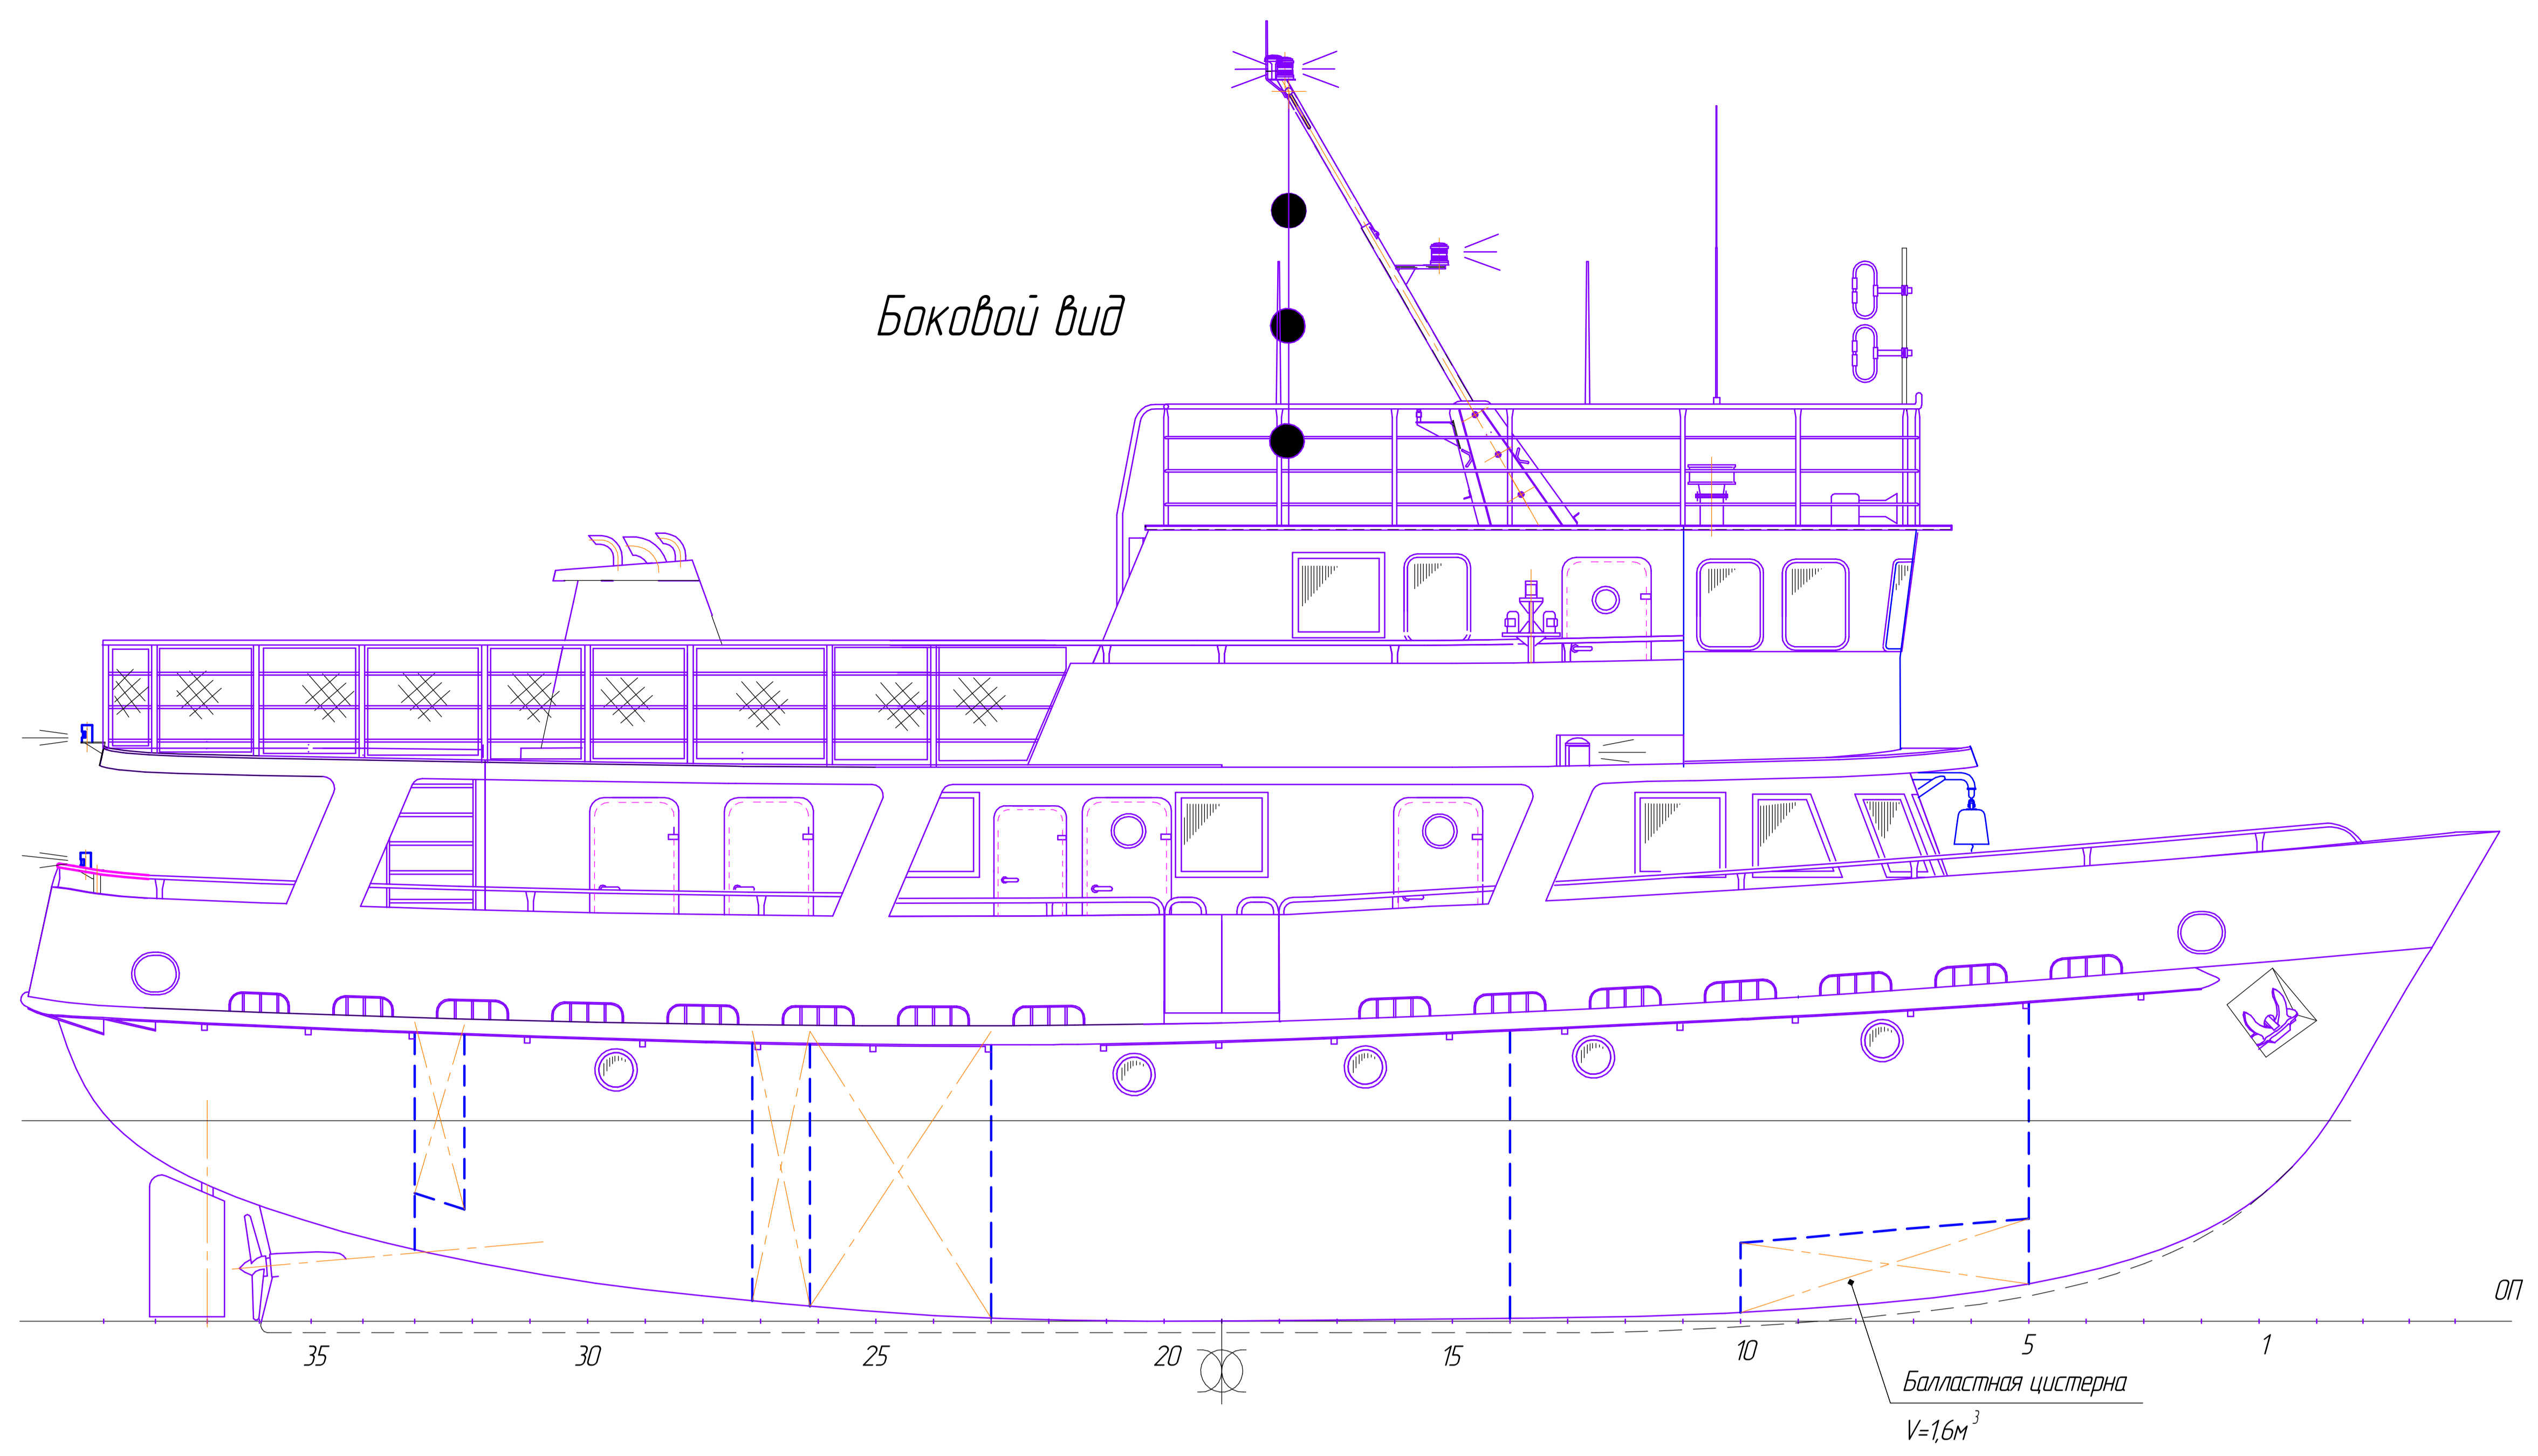 Боковой вид
ОП
35 30 25 20 15 10 5 1
Балластная цистерна
V=1,6м³